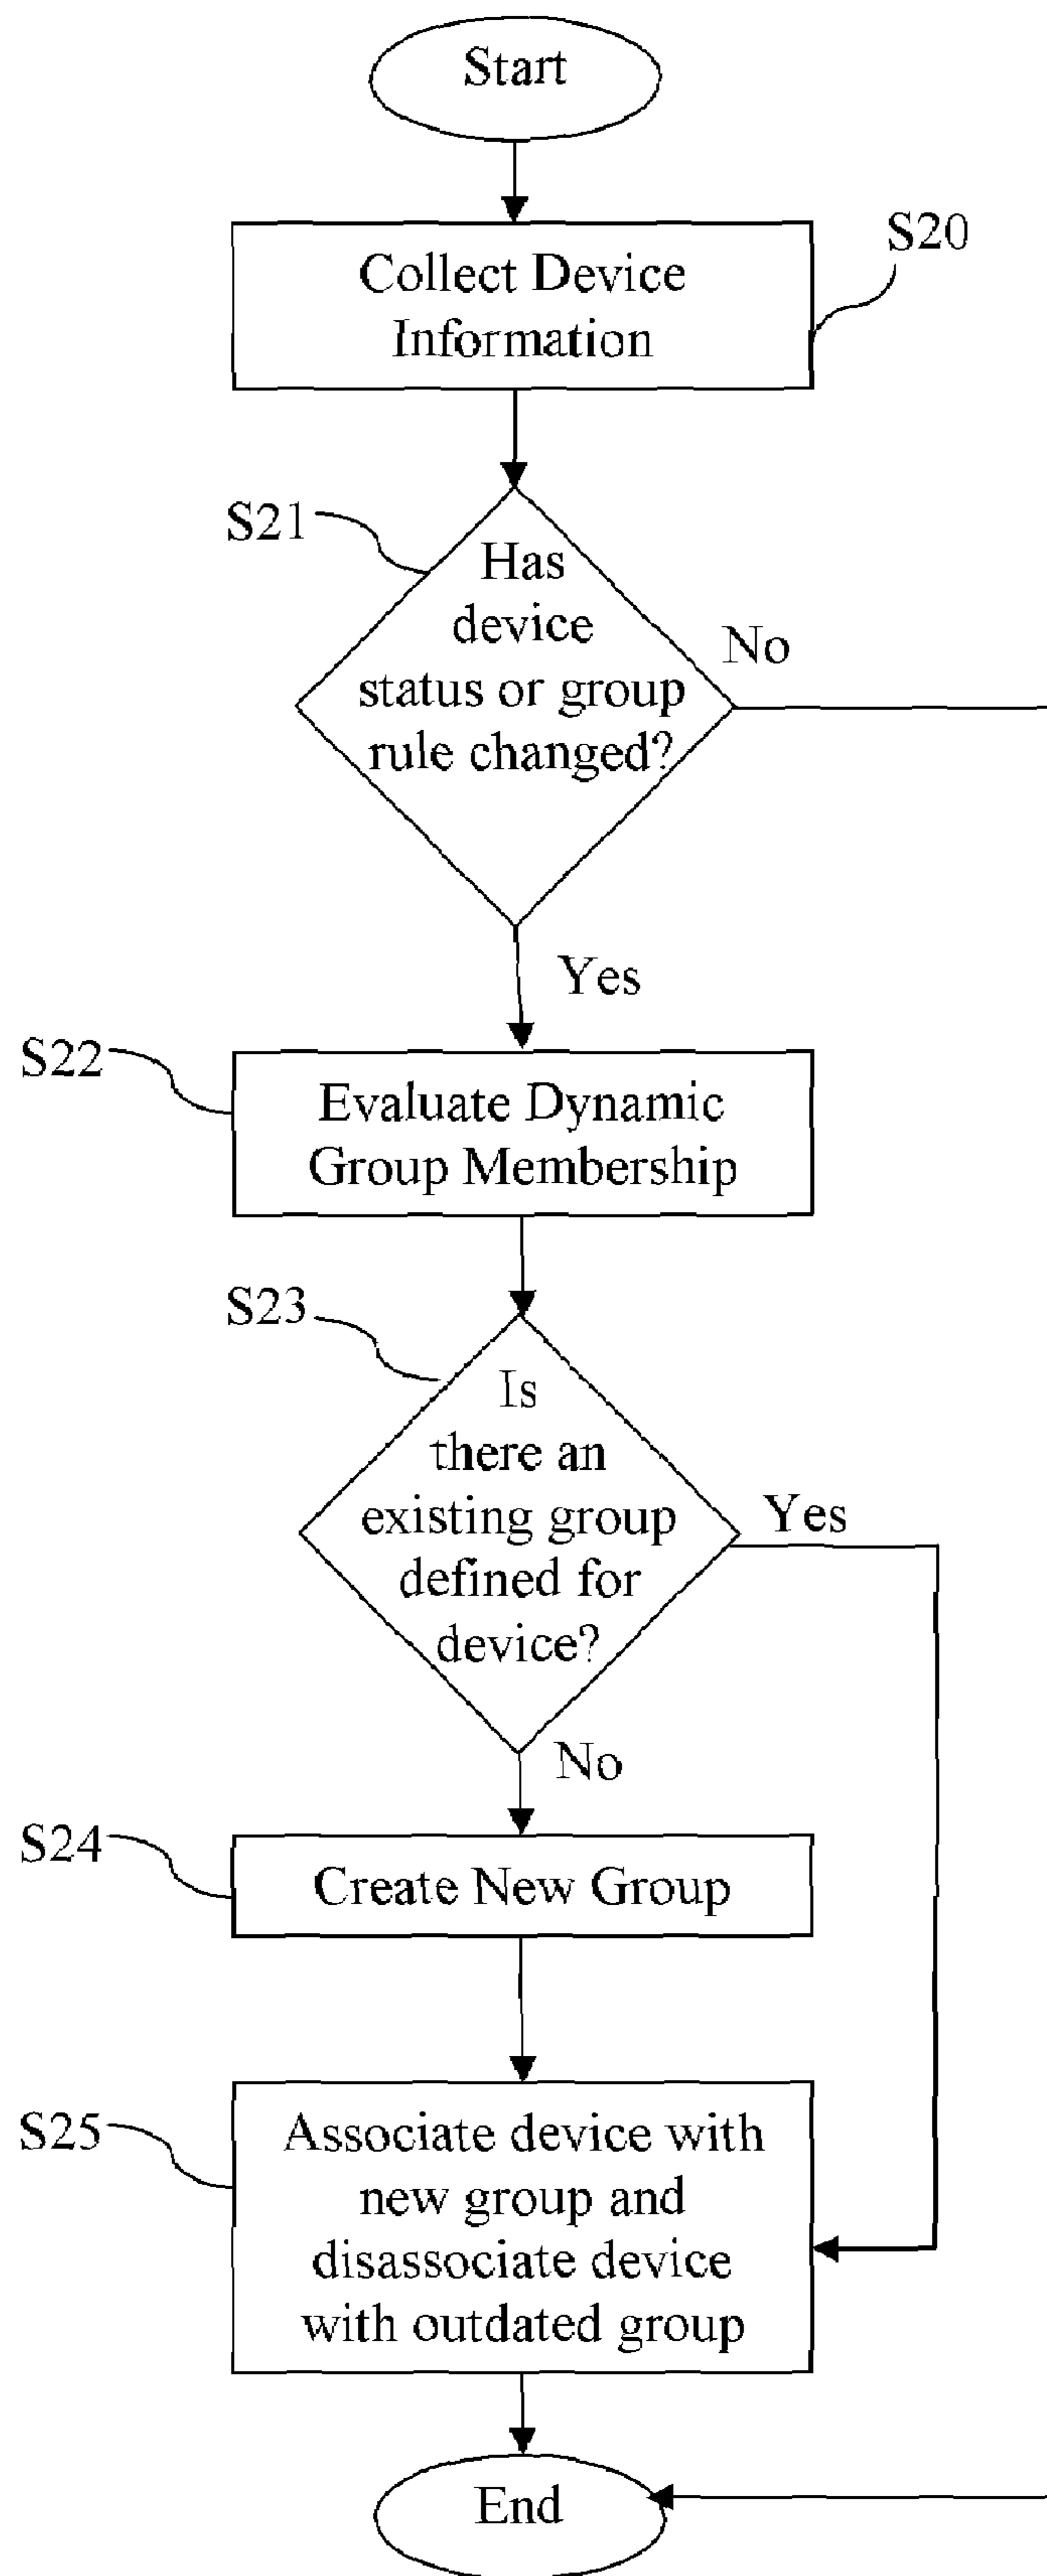 Start
Collect Device
Information
S20
S21
Has
device
status or group
rule changed?
No
Yes
S22
Evaluate Dynamic
Group Membership
S23
Is
there an
existing group
defined for
device?
Yes
No
S24
Create New Group
S25
Associate device with
new group and
disassociate device
with outdated group
End